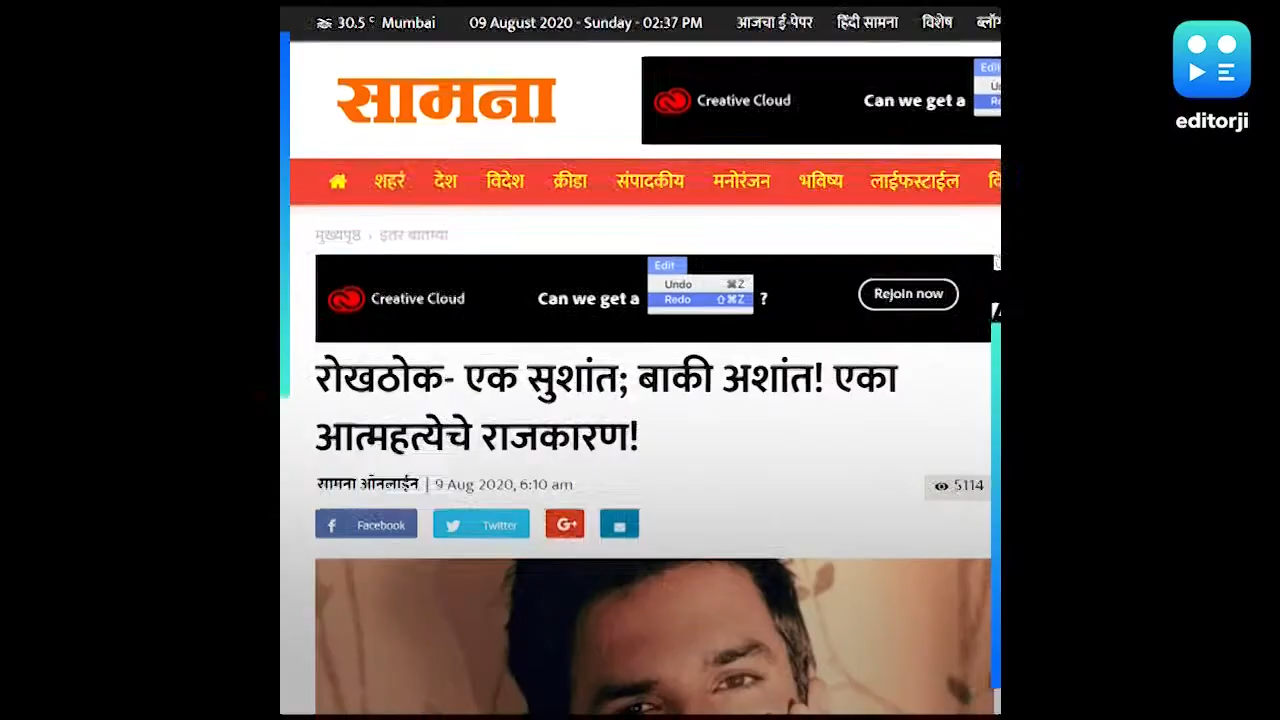 30.5 C Mumbai 09 August 2020 - Sunday - 02:37 PM आजचा ई-पेपर हिंदी सामना विशेष
editorji
सामना
Creative Cloud Can we get a
शहर देश विदेश क्रीडा संपादकीय मनोरंजन भविष्य लाईफस्टाईल
मुख्यपृष्ठ › इतर बातम्या
Creative Cloud Can we get a Edit Undo ⌘Z Redo ⇧⌘Z ? Rejoin now
रोखठोक- एक सुशांत; बाकी अशांत! एका
आत्महत्येचे राजकारण!
सामना ऑनलाईन | 9 Aug 2020, 6:10 am 5114
Facebook Twitter G+